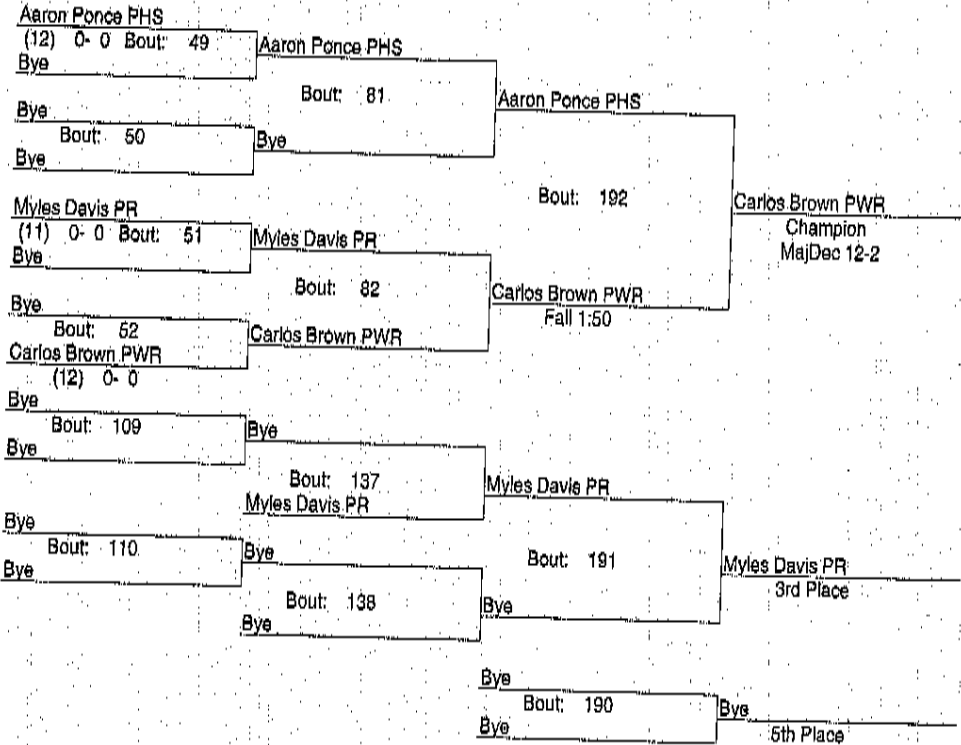 Aaron Ponce PHS
(12) 0- 0 Bout: 49
Bye
Aaron Ponce PHS
Bout: 81
Aaron Ponce PHS
Bye
Bout: 50
Bye
Bye
Bout: 192
Carlos Brown PWR
Champion
MajDec 12-2
Myles Davis PR
(11) 0- 0 Bout: 51
Bye
Myles Davis PR
Bout: 82
Carlos Brown PWR
Fall 1:50
Bye
Bout: 52
Carlos Brown PWR
Carlos Brown PWR
(12) 0- 0
Bye
Bout: 109
Bye
Bye
Bout: 137
Myles Davis PR
Myles Davis PR
Bye
Bout: 110
Bye
Bye
Bout: 138
Bye
Bye
Bout: 191
Myles Davis PR
3rd Place
Bye
Bout: 190
Bye
Bye
5th Place